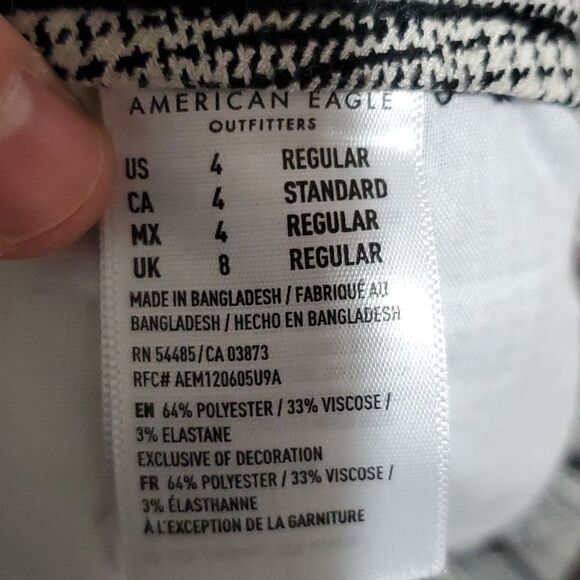 AMERICAN EAGLE
OUTFITTERS
US 4 REGULAR
CA 4 STANDARD
MX 4 REGULAR
UK 8 REGULAR
MADE IN BANGLADESH / FABRIQUÉ AU
BANGLADESH / HECHO EN BANGLADESH
RN 54485/CA 03873
RFC# AEM120605U9A
EN 64% POLYESTER / 33% VISCOSE /
3% ELASTANE
EXCLUSIVE OF DECORATION
FR 64% POLYESTER / 33% VISCOSE /
3% ÉLASTHANNE
À L'EXCEPTION DE LA GARNITURE